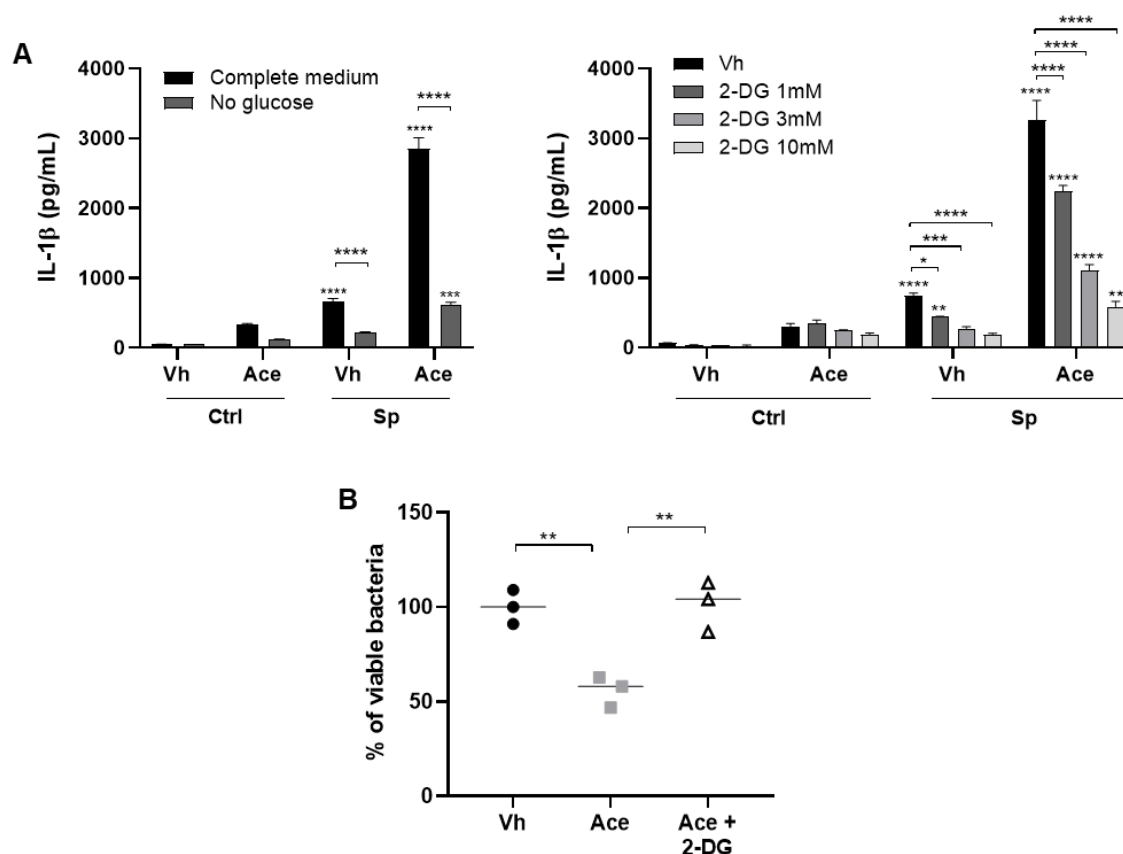 A
IL-1β (pg/mL)
4000
3000
2000
1000
0
Complete medium
No glucose
****
****
****
****
***
Vh Ace Vh Ace
Ctrl Sp
IL-1β (pg/mL)
4000
3000
2000
1000
0
Vh
2-DG 1mM
2-DG 3mM
2-DG 10mM
****
****
****
****
****
****
**
****
***
*
****
**
Vh Ace Vh Ace
Ctrl Sp
B
% of viable bacteria
150
100
50
0
**
**
Vh Ace Ace +
2-DG